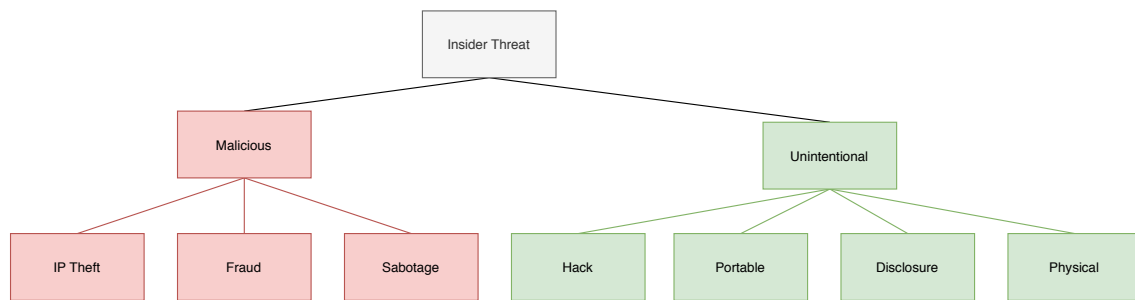 Insider Threat
Malicious
Unintentional
IP Theft
Fraud
Sabotage
Hack
Portable
Disclosure
Physical